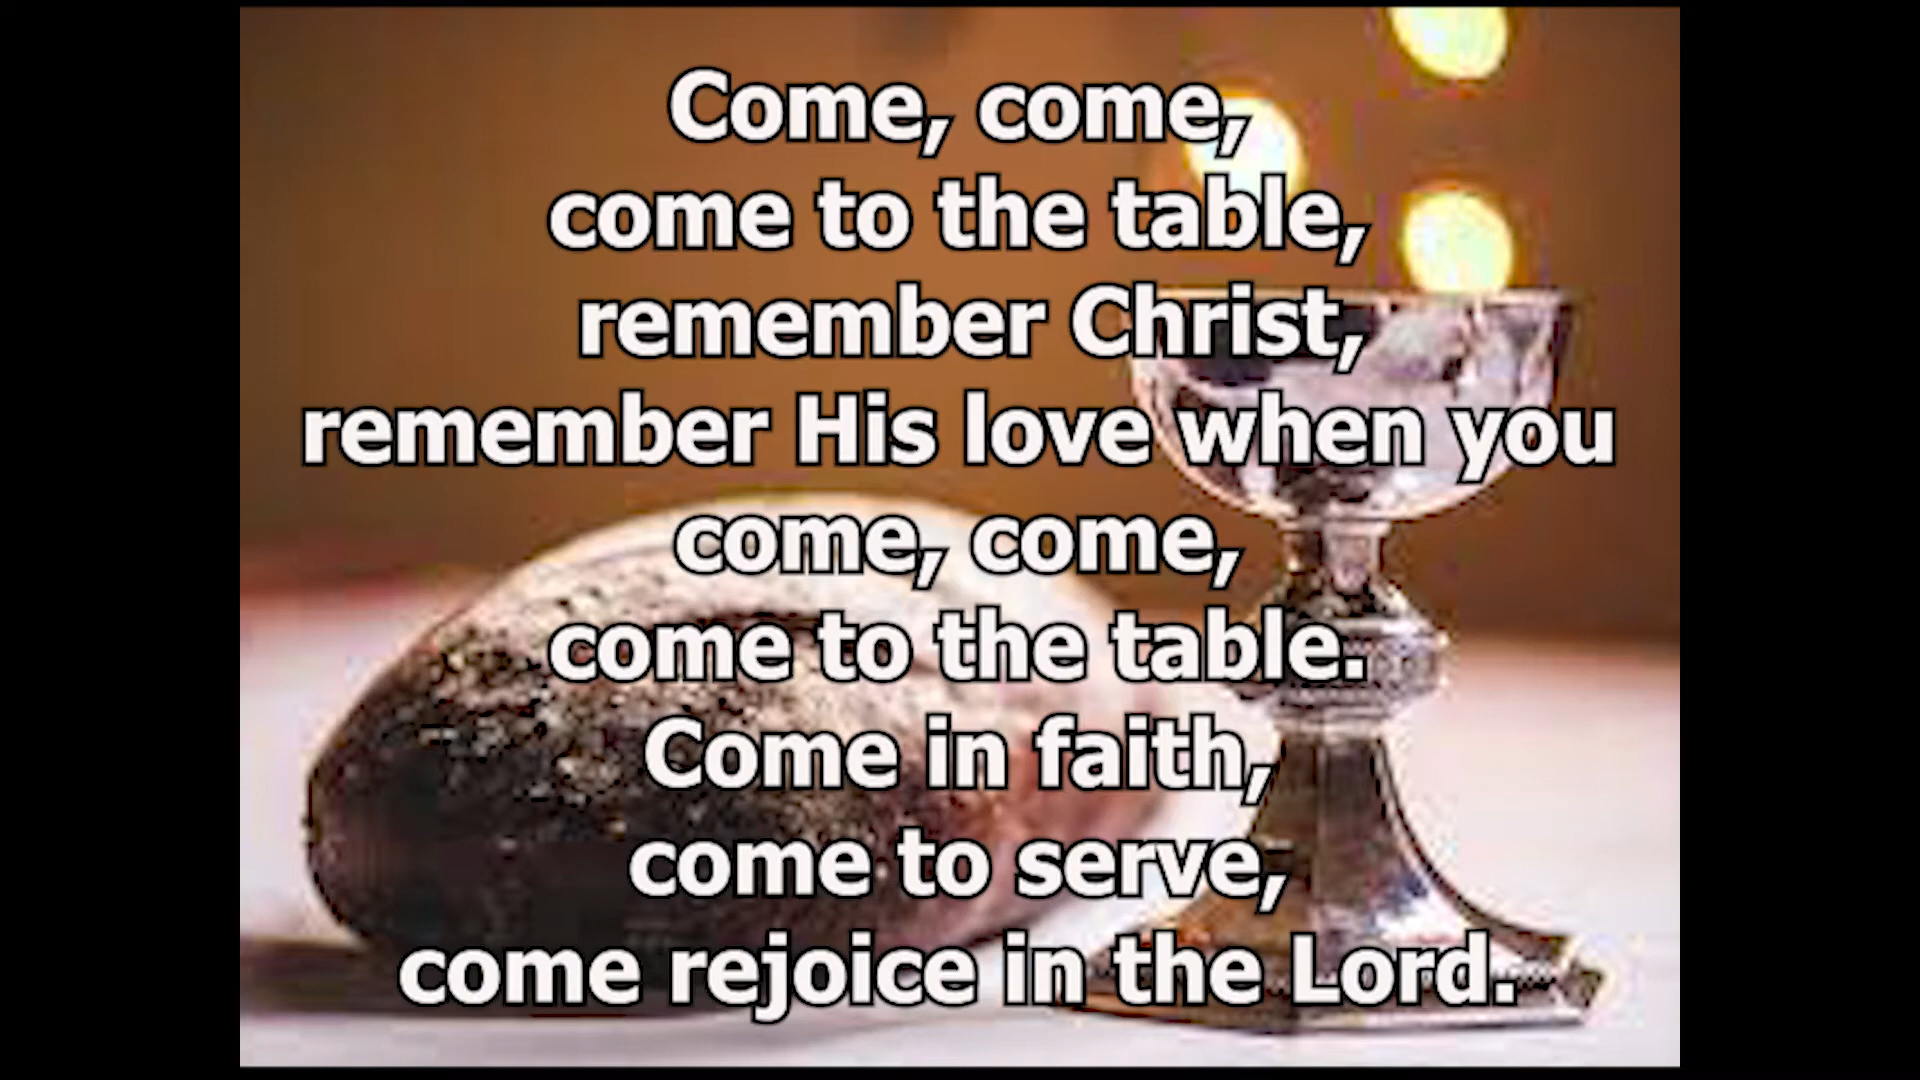 Come, come,
come to the table,
remember Christ,
remember His love when you
come, come,
come to the table.
Come in faith,
come to serve,
come rejoice in the Lord.